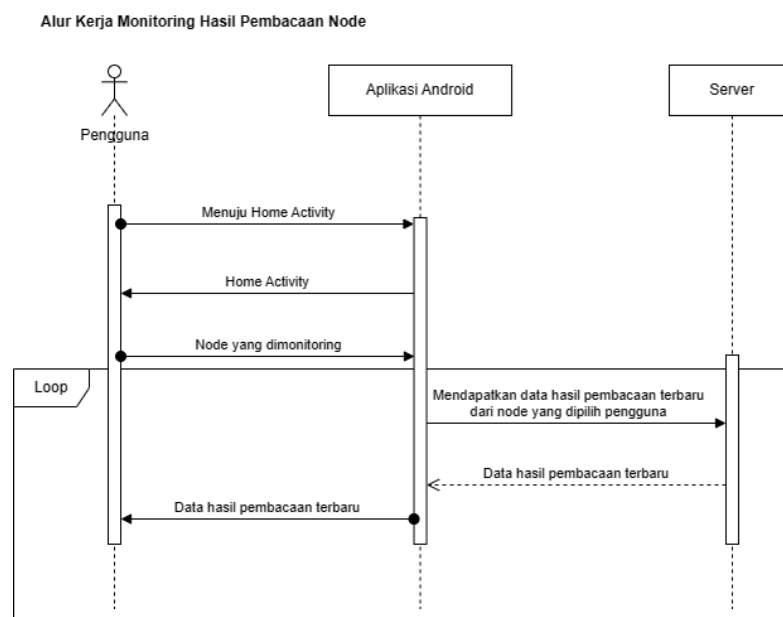 Alur Kerja Monitoring Hasil Pembacaan Node
Pengguna
Aplikasi Android
Server
Menuju Home Activity
Home Activity
Node yang dimonitoring
Loop
Mendapatkan data hasil pembacaan terbaru
dari node yang dipilih pengguna
Data hasil pembacaan terbaru
Data hasil pembacaan terbaru